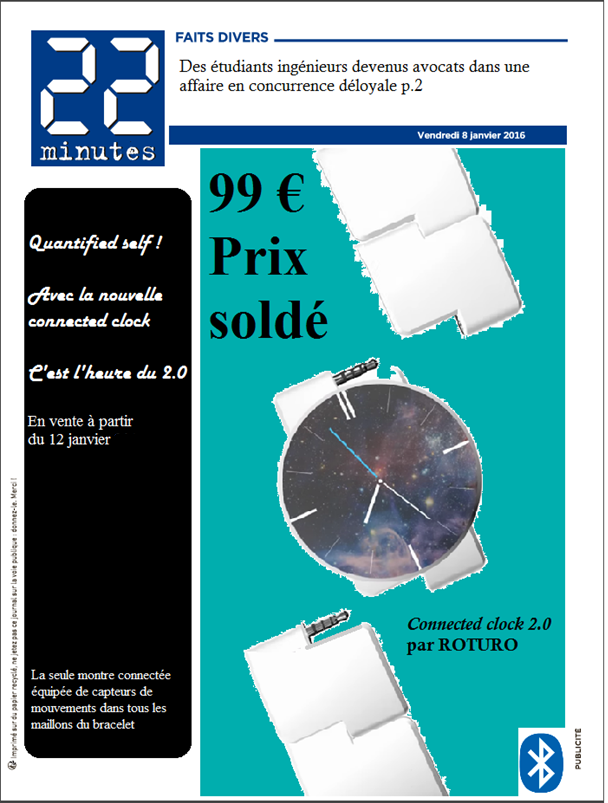 22
minutes
FAITS DIVERS
Des étudiants ingénieurs devenus avocats dans une
affaire en concurrence déloyale p.2
Vendredi 8 janvier 2016
Quantified self !
Avec la nouvelle
connected clock
C'est l'heure du 2.0
En vente à partir
du 12 janvier
La seule montre connectée
équipée de capteurs de
mouvements dans tous les
maillons du bracelet
99 €
Prix
soldé
Connected clock 2.0
par ROTURO
PUBLICITÉ
Imprimé sur du papier recyclé, ne jetez pas ce journal sur la voie publique : donnez-le. Merci !